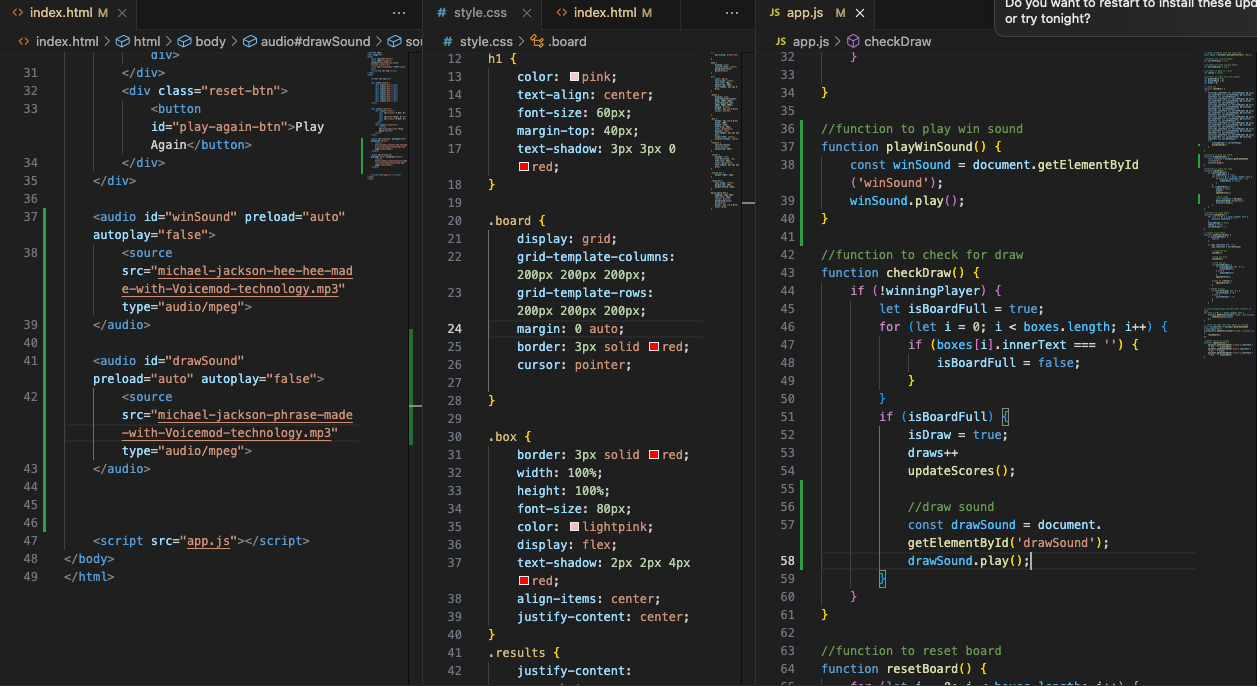 index.html M
index.html > html > body > audio#drawSound >
div>
31 </div>
32 <div class="reset-btn">
33 <button
id="play-again-btn">Play
Again</button>
34 </div>
35 </div>
36
37 <audio id="winSound" preload="auto"
autoplay="false">
38 <source
src="michael-jackson-hee-hee-mad
e-with-Voicemod-technology.mp3"
type="audio/mpeg">
39 </audio>
40
41 <audio id="drawSound"
preload="auto" autoplay="false">
42 <source
src="michael-jackson-phrase-made
-with-Voicemod-technology.mp3"
type="audio/mpeg">
43 </audio>
44
45
46
47 <script src="app.js"></script>
48 </body>
49 </html>
style.css
index.html M
style.css > .board
12 h1 {
13 color: pink;
14 text-align: center;
15 font-size: 60px;
16 margin-top: 40px;
17 text-shadow: 3px 3px 0
red;
18 }
19
20 .board {
21 display: grid;
22 grid-template-columns:
200px 200px 200px;
23 grid-template-rows:
200px 200px 200px;
24 margin: 0 auto;
25 border: 3px solid red;
26 cursor: pointer;
27
28 }
29
30 .box {
31 border: 3px solid red;
32 width: 100%;
33 height: 100%;
34 font-size: 80px;
35 color: lightpink;
36 display: flex;
37 text-shadow: 2px 2px 4px
red;
38 align-items: center;
39 justify-content: center;
40 }
41 .results {
42 justify-content:
JS app.js M
Do you want to restart to install these
or try tonight?
JS app.js > checkDraw
32 }
33
34 }
35
36 //function to play win sound
37 function playWinSound() {
38 const winSound = document.getElementById
('winSound');
39 winSound.play();
40 }
41
42 //function to check for draw
43 function checkDraw() {
44 if (!winningPlayer) {
45 let isBoardFull = true;
46 for (let i = 0; i < boxes.length; i++) {
47 if (boxes[i].innerText === '') {
48 isBoardFull = false;
49 }
50 }
51 if (isBoardFull) {
52 isDraw = true;
53 draws++
54 updateScores();
55
56 //draw sound
57 const drawSound = document.
getElementById('drawSound');
58 drawSound.play();
59 }
60 }
61 }
62
63 //function to reset board
64 function resetBoard() {